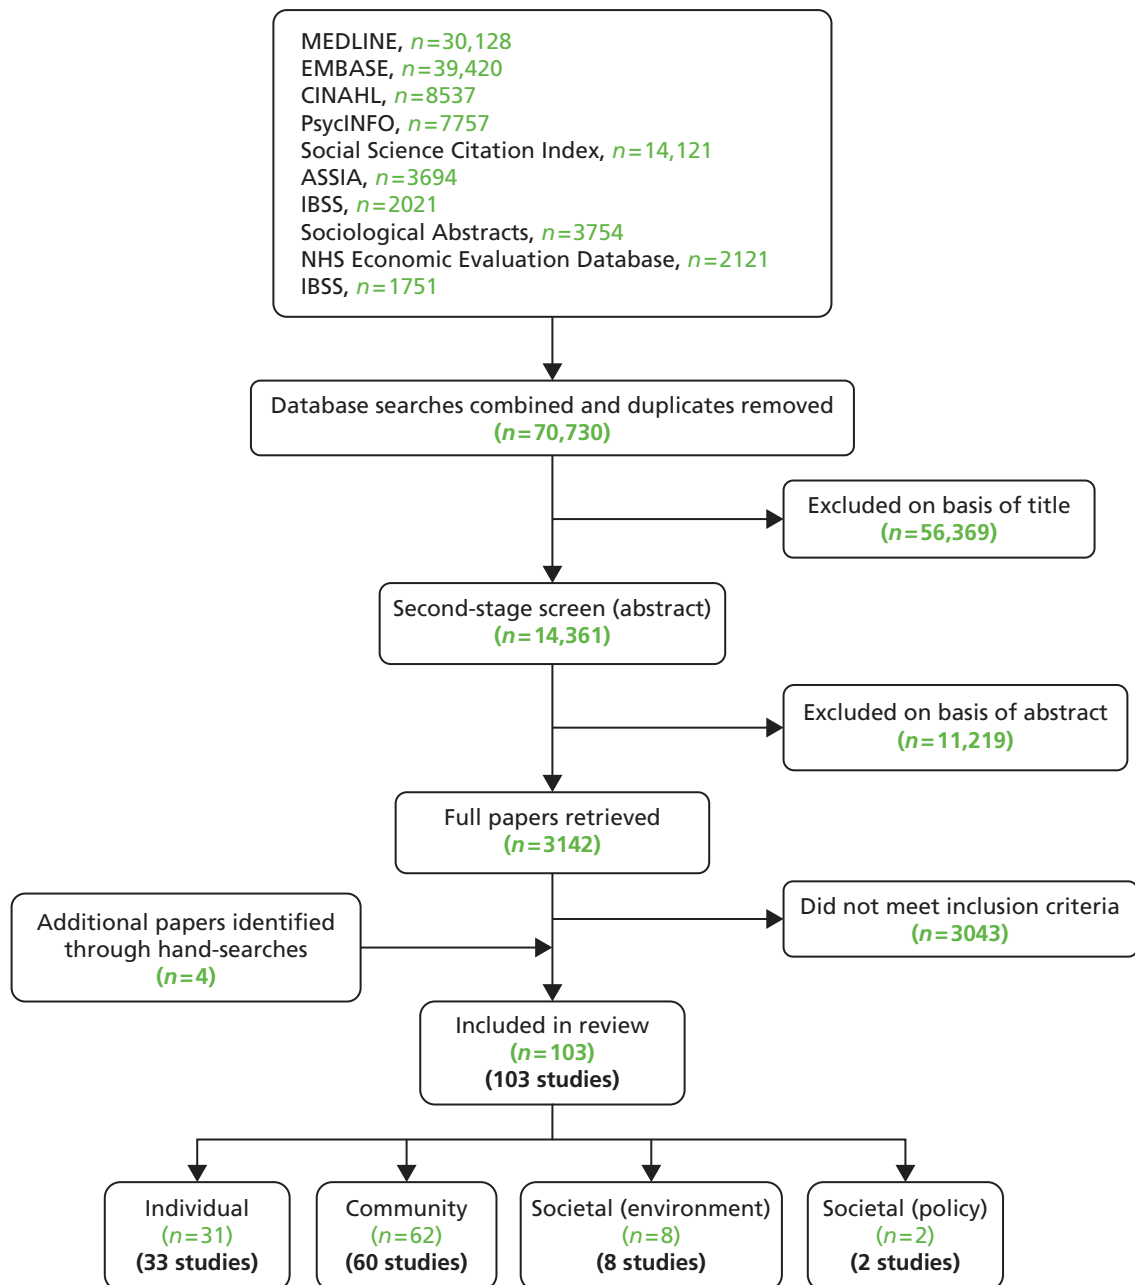 MEDLINE, n=30,128
EMBASE, n=39,420
CINAHL, n=8537
PsycINFO, n=7757
Social Science Citation Index, n=14,121
ASSIA, n=3694
IBSS, n=2021
Sociological Abstracts, n=3754
NHS Economic Evaluation Database, n=2121
IBSS, n=1751
Database searches combined and duplicates removed
(n=70,730)
Excluded on basis of title
(n=56,369)
Second-stage screen (abstract)
(n=14,361)
Excluded on basis of abstract
(n=11,219)
Full papers retrieved
(n=3142)
Did not meet inclusion criteria
(n=3043)
Additional papers identified
through hand-searches
(n=4)
Included in review
(n=103)
(103 studies)
Individual
(n=31)
(33 studies)
Community
(n=62)
(60 studies)
Societal (environment)
(n=8)
(8 studies)
Societal (policy)
(n=2)
(2 studies)